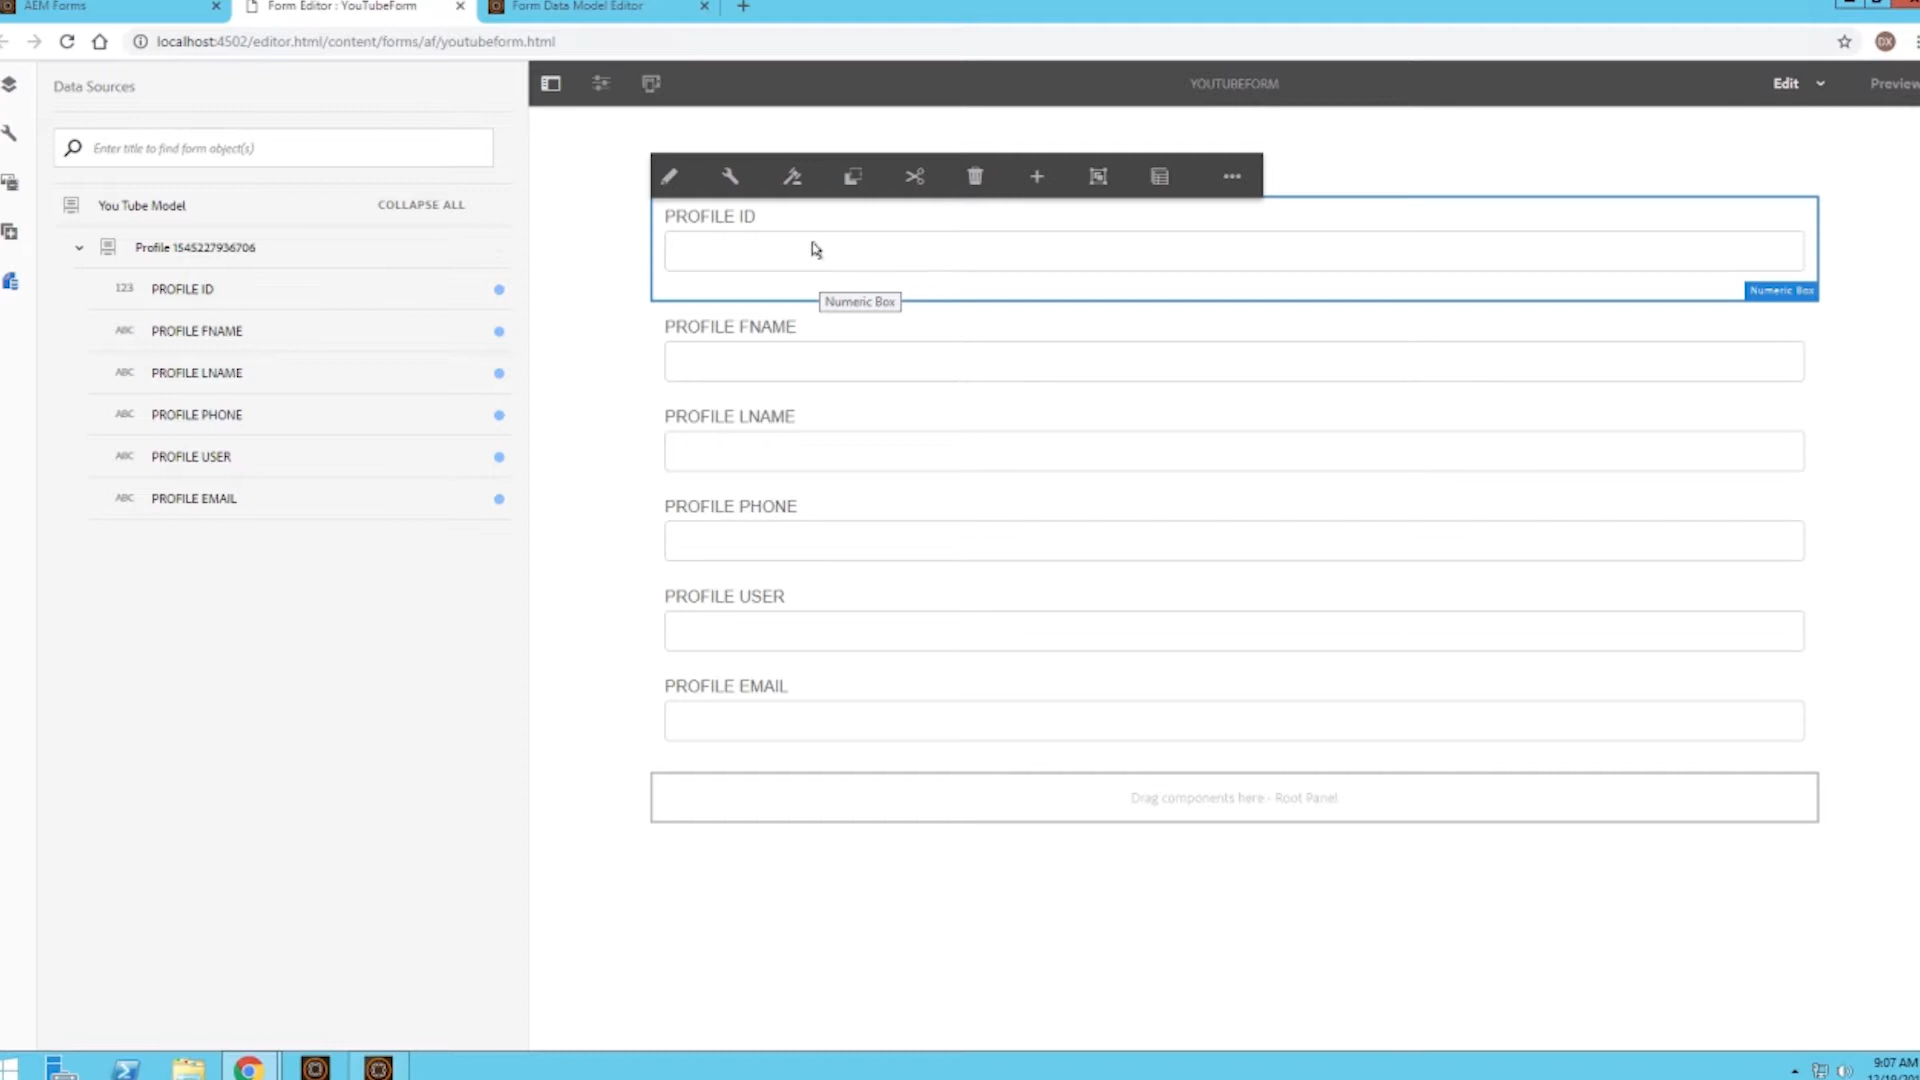 AEM Forms
Form Editor : YouTubeForm
Form Data Model Editor
localhost:4502/editor.html/content/forms/af/youtubeform.html
DX
Data Sources
YOUTUBEFORM
Edit
Preview
Enter title to find form object(s)
You Tube Model
COLLAPSE ALL
Profile 1545227936706
123 PROFILE ID
ABC PROFILE FNAME
ABC PROFILE LNAME
ABC PROFILE PHONE
ABC PROFILE USER
ABC PROFILE EMAIL
PROFILE ID
Numeric Box
Numeric Box
PROFILE FNAME
PROFILE LNAME
PROFILE PHONE
PROFILE USER
PROFILE EMAIL
Drag components here - Root Panel
9:07 AM